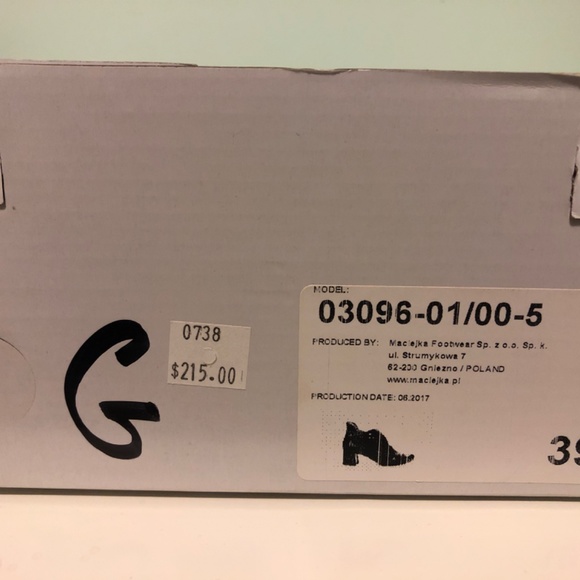 G
0738
$215.00
MODEL:
03096-01/00-5
PRODUCED BY: Maciejka Footwear Sp. z o.o. Sp. k.
ul. Strumykowa 7
62-200 Gniezno / POLAND
www.maciejka.pl
PRODUCTION DATE: 06.2017
39